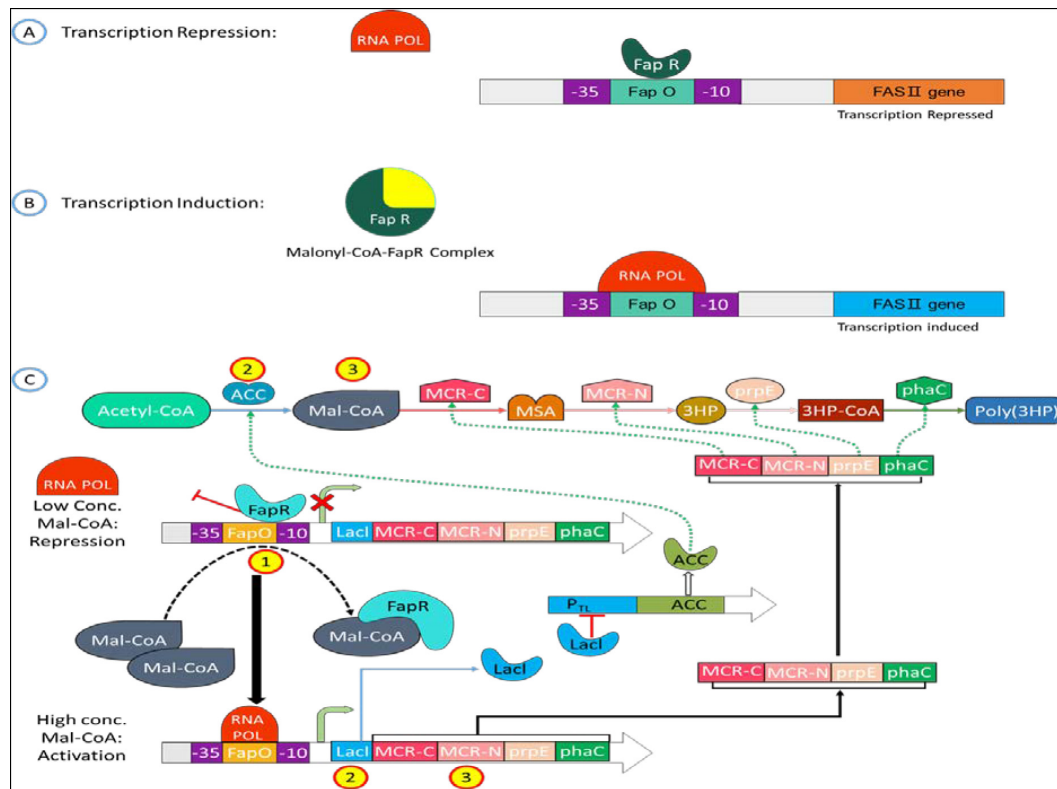 A Transcription Repression:
RNA POL
Fap R
-35 Fap O -10 FASII gene
Transcription Repressed
B Transcription Induction:
Fap R
Malonyl-CoA-FapR Complex
RNA POL
-35 Fap O -10 FASII gene
Transcription induced
C
2 3
ACC MCR-C MCR-N prpE phaC
Acetyl-CoA Mal-CoA MSA 3HP 3HP-CoA Poly(3HP)
MCR-C MCR-N prpE phaC
RNA POL
Low Conc.
Mal-CoA:
Repression
FapR
-35 FapO -10 LacI MCR-C MCR-N prpE phaC
1
ACC
PTL ACC
LacI
FapR
Mal-CoA
Mal-CoA
Mal-CoA
LacI
MCR-C MCR-N prpE phaC
High conc.
Mal-CoA:
Activation
RNA
POL
-35 FapO -10 LacI MCR-C MCR-N prpE phaC
2 3